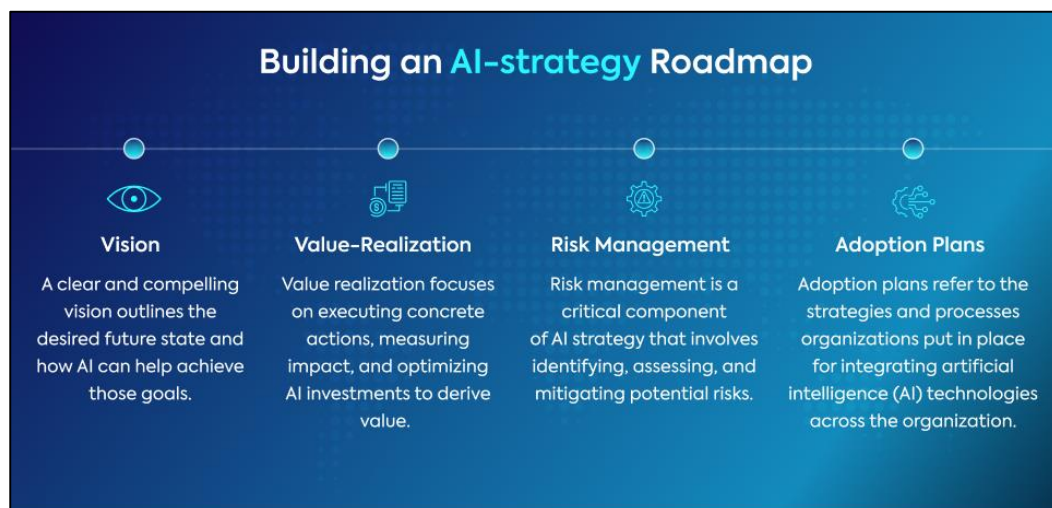 Building an AI-strategy Roadmap
Vision
A clear and compelling
vision outlines the
desired future state and
how AI can help achieve
those goals.
Value-Realization
Value realization focuses
on executing concrete
actions, measuring
impact, and optimizing
AI investments to derive
value.
Risk Management
Risk management is a
critical component
of AI strategy that involves
identifying, assessing, and
mitigating potential risks.
Adoption Plans
Adoption plans refer to the
strategies and processes
organizations put in place
for integrating artificial
intelligence (AI) technologies
across the organization.